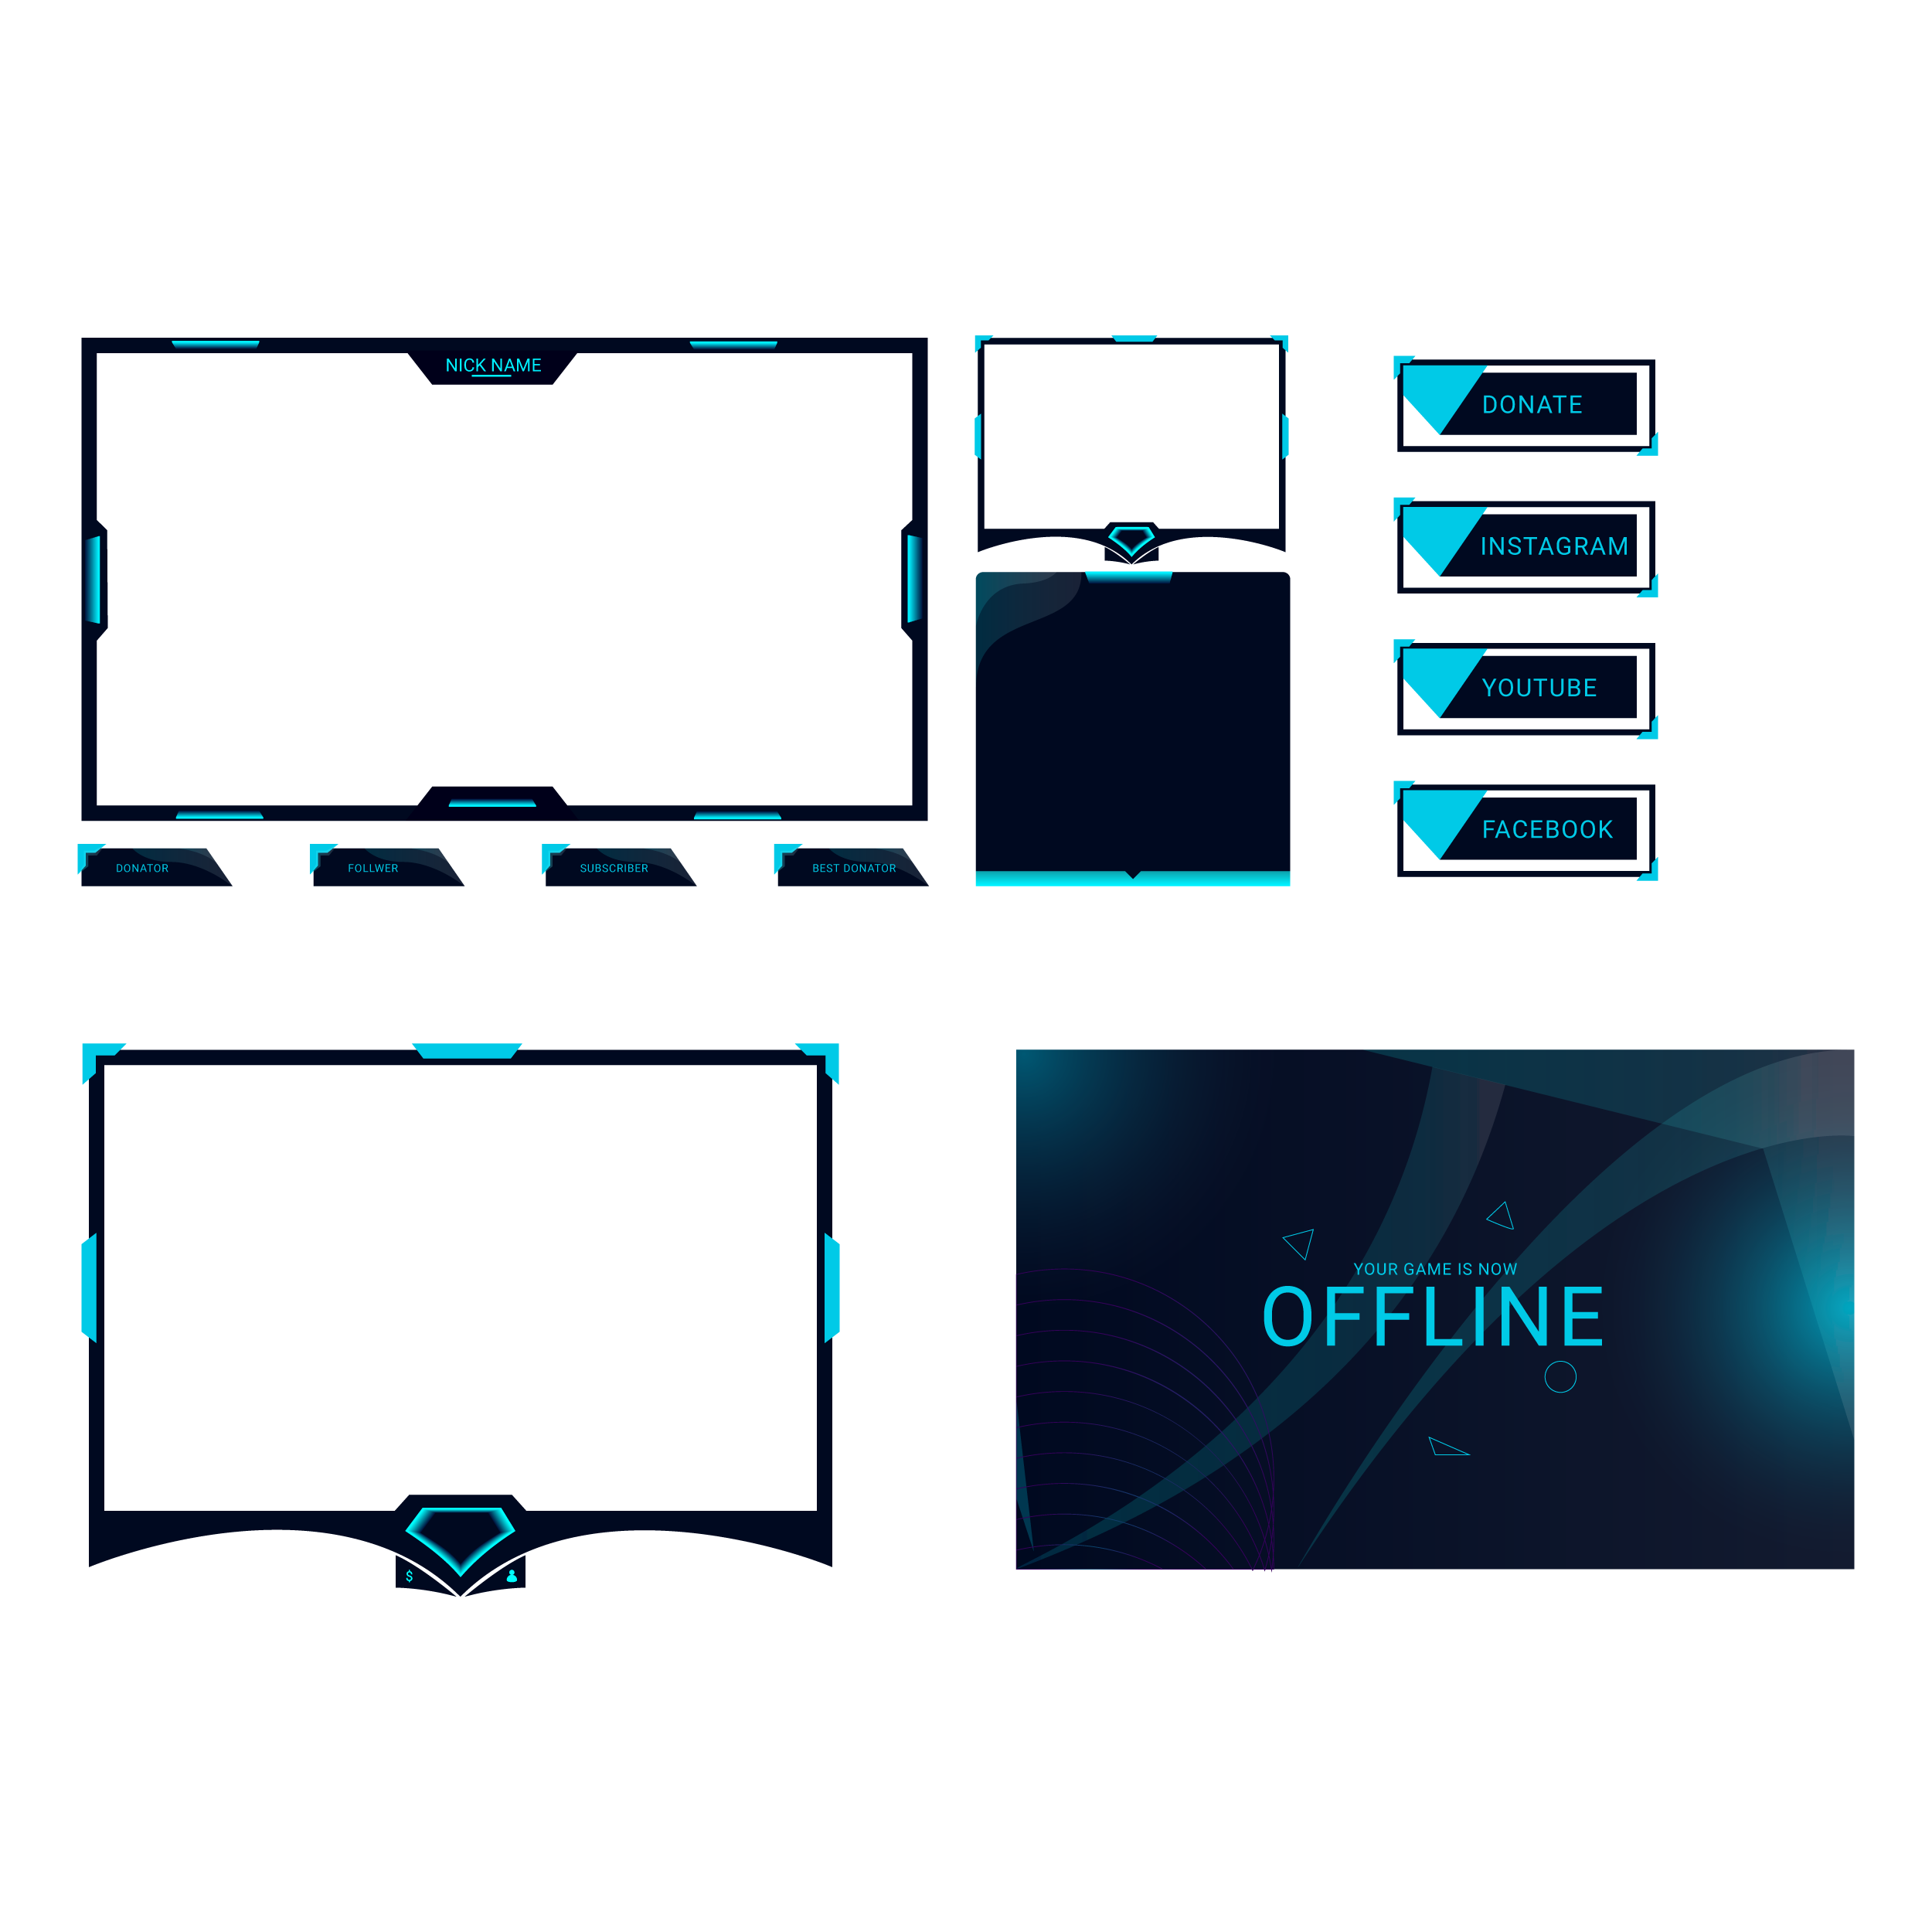 NICK NAME
DONATE
INSTAGRAM
YOUTUBE
FACEBOOK
DONATOR
FOLLWER
SUBSCRIBER
BEST DONATOR
$
YOUR GAME IS NOW
OFFLINE